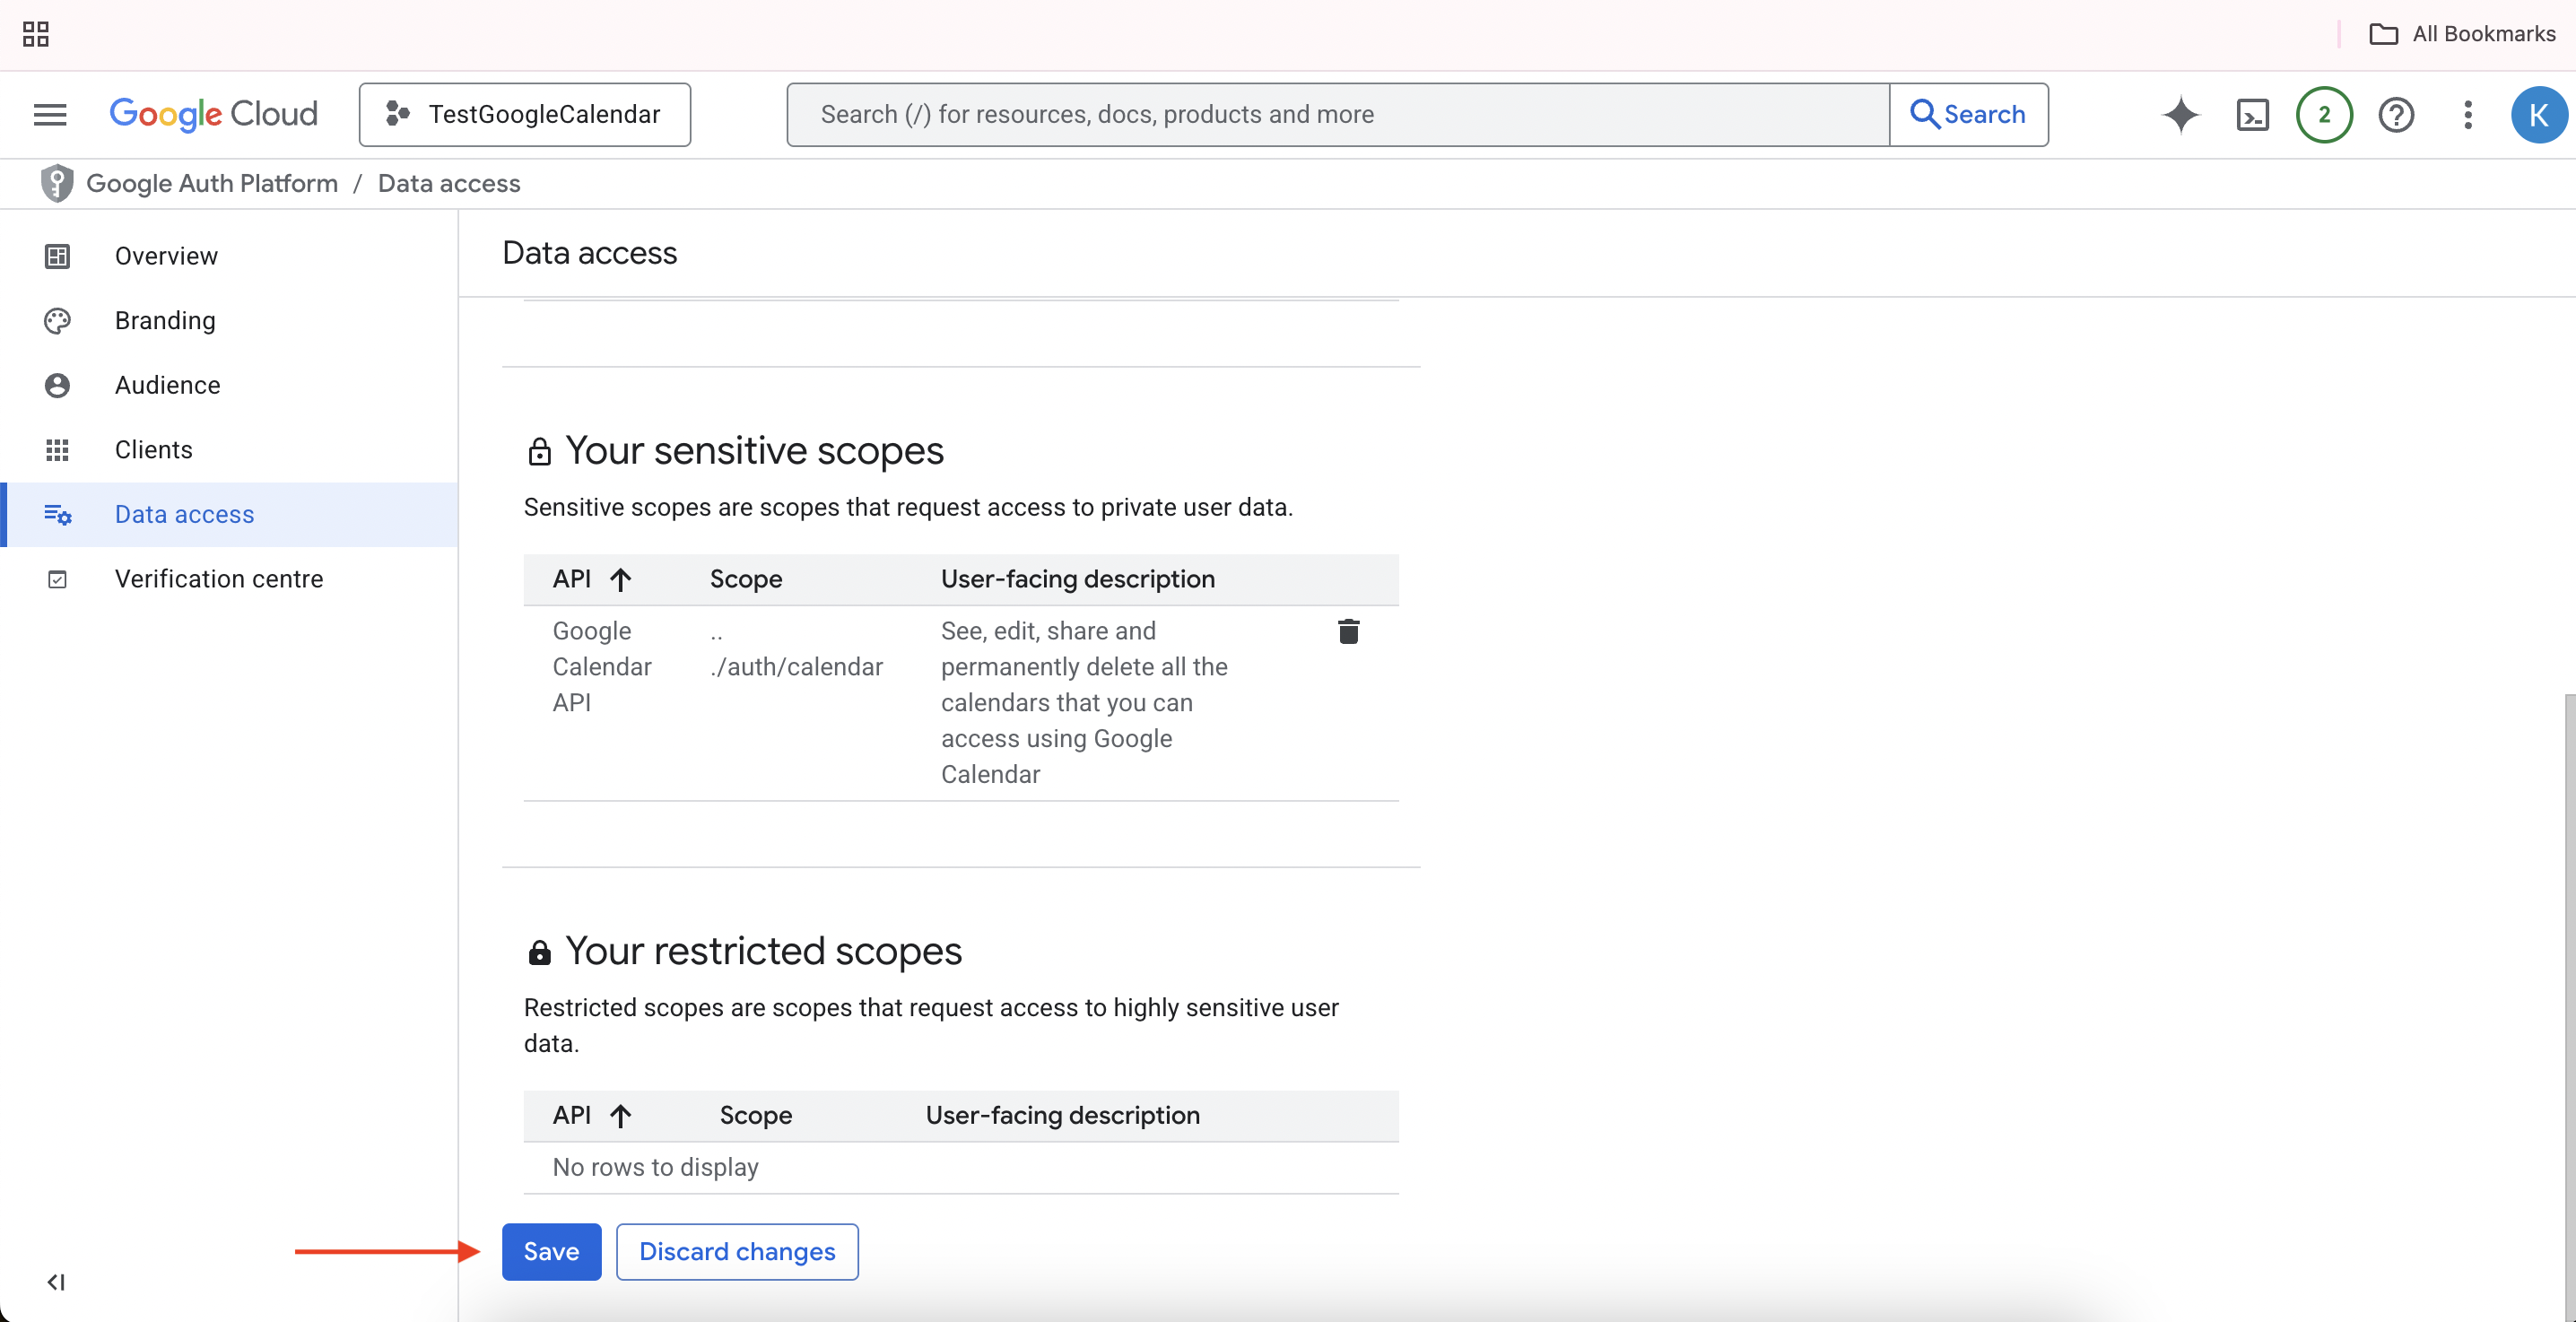 All Bookmarks
Google Cloud
TestGoogleCalendar
Search (/) for resources, docs, products and more
Search
2
K
Google Auth Platform / Data access
Overview
Branding
Audience
Clients
Data access
Verification centre
Data access
Your sensitive scopes
Sensitive scopes are scopes that request access to private user data.
API Scope User-facing description
Google .. See, edit, share and
Calendar ./auth/calendar permanently delete all the
API calendars that you can
access using Google
Calendar
Your restricted scopes
Restricted scopes are scopes that request access to highly sensitive user
data.
API Scope User-facing description
No rows to display
Save Discard changes